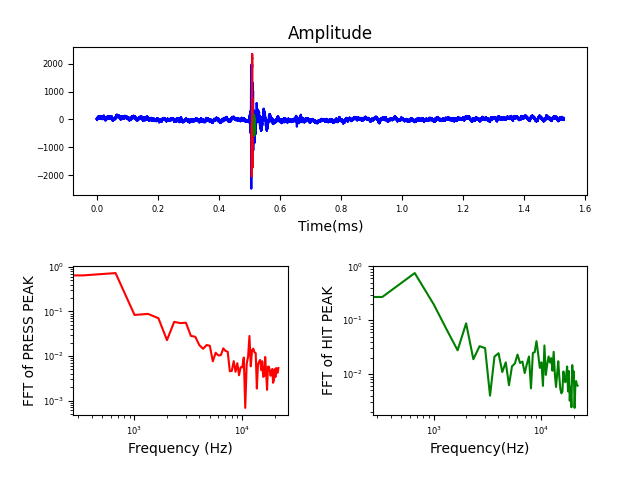 Amplitude
2000
1000
0
−1000
−2000
0.0 0.2 0.4 0.6 0.8 1.0 1.2 1.4 1.6
Time(ms)
FFT of PRESS PEAK
10⁰
10⁻¹
10⁻²
10⁻³
10³ 10⁴
Frequency (Hz)
FFT of HIT PEAK
10⁰
10⁻¹
10⁻²
10³ 10⁴
Frequency(Hz)